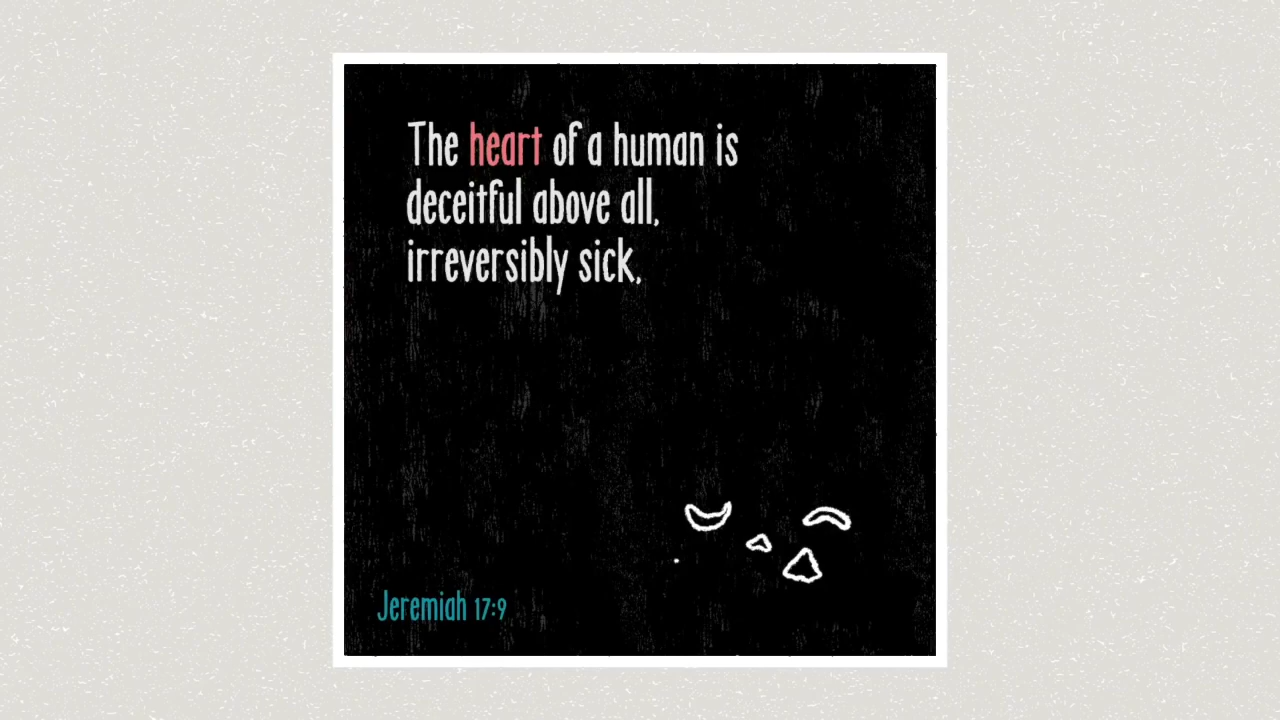 The heart of a human is
deceitful above all,
irreversibly sick,
Jeremiah 17:9